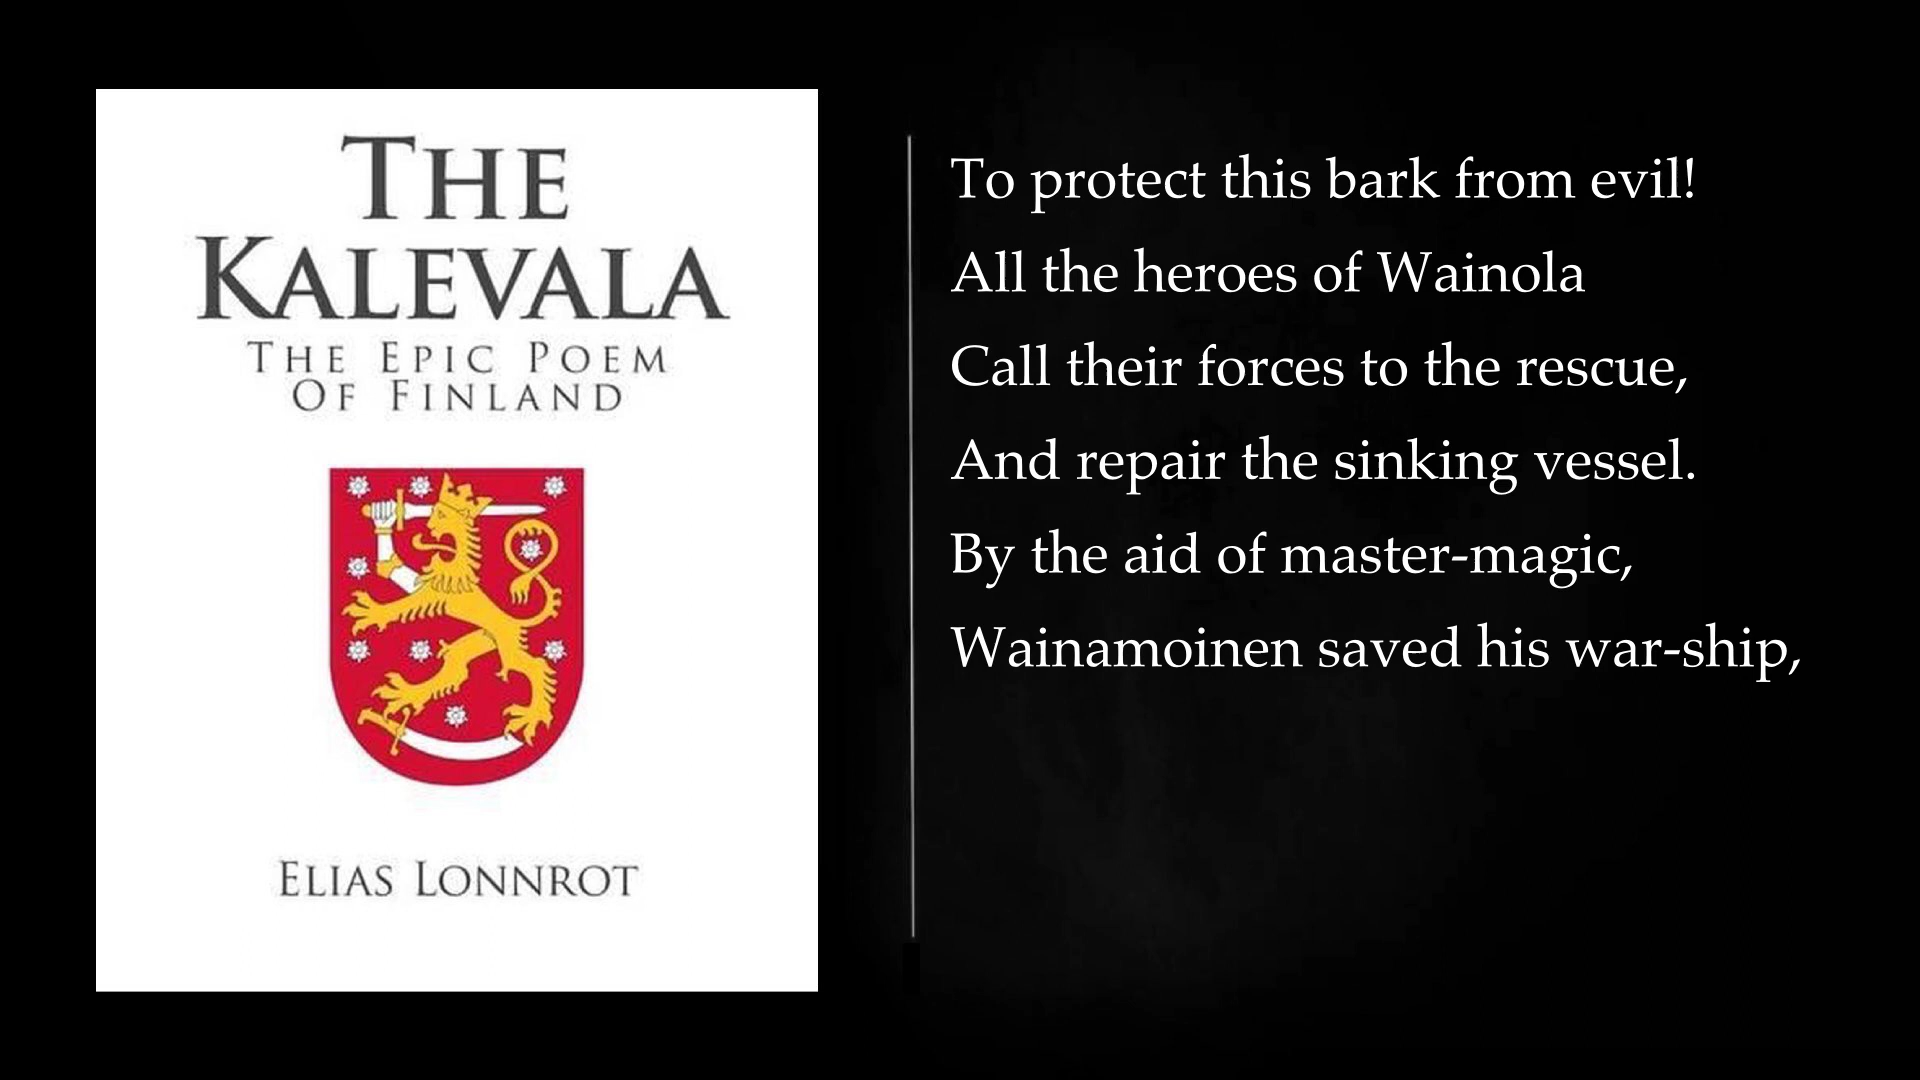 THE
KALEVALA
THE EPIC POEM
OF FINLAND
ELIAS LONNROT
To protect this bark from evil!
All the heroes of Wainola
Call their forces to the rescue,
And repair the sinking vessel.
By the aid of master-magic,
Wainamoinen saved his war-ship,